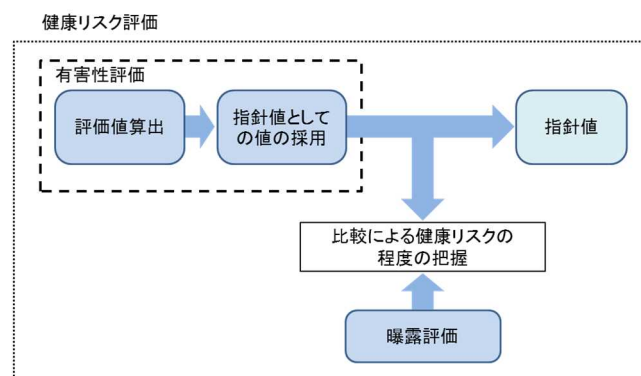 健康リスク評価
有害性評価
評価値算出
指針値として
の値の採用
指針値
比較による健康リスクの
程度の把握
曝露評価